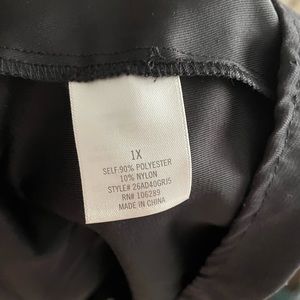 1X
SELF:90% POLYESTER
10% NYLON
STYLE# 26AD40GRJ5
RN# 106289
MADE IN CHINA